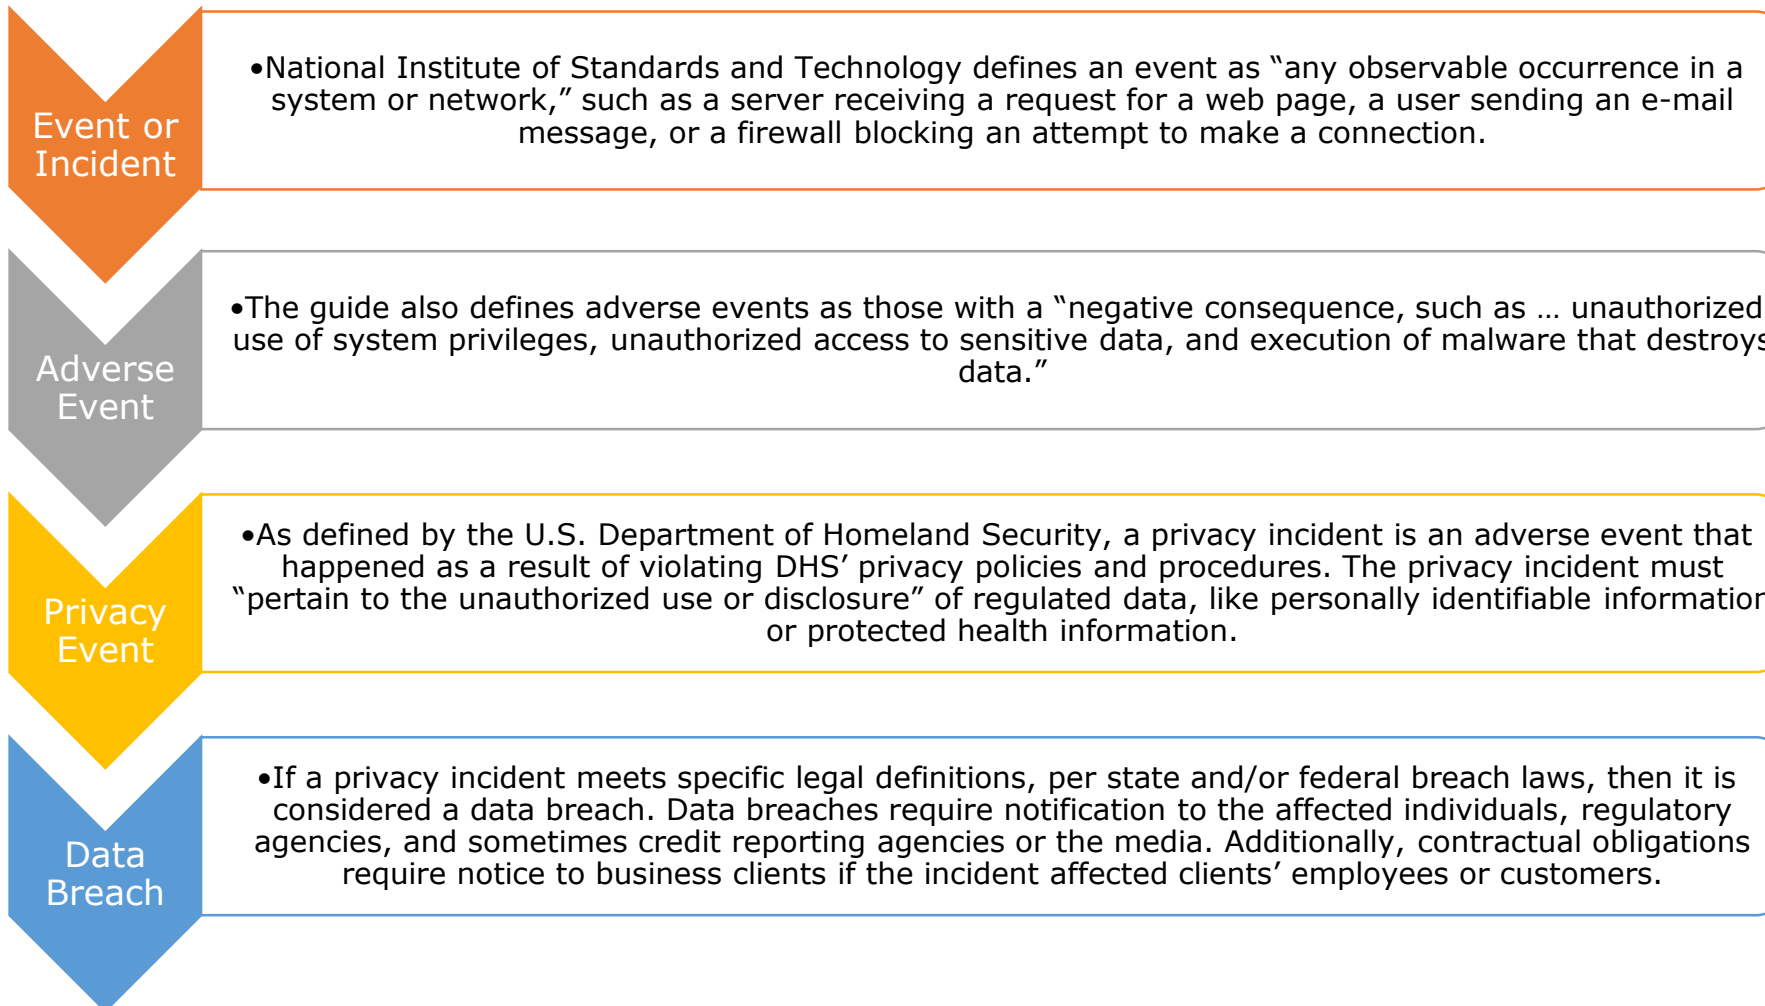 Event or
Incident
•National Institute of Standards and Technology defines an event as “any observable occurrence in a
system or network,” such as a server receiving a request for a web page, a user sending an e-mail
message, or a firewall blocking an attempt to make a connection.
Adverse
Event
•The guide also defines adverse events as those with a “negative consequence, such as … unauthorized
use of system privileges, unauthorized access to sensitive data, and execution of malware that destroys
data.”
Privacy
Event
•As defined by the U.S. Department of Homeland Security, a privacy incident is an adverse event that
happened as a result of violating DHS’ privacy policies and procedures. The privacy incident must
“pertain to the unauthorized use or disclosure” of regulated data, like personally identifiable information
or protected health information.
Data
Breach
•If a privacy incident meets specific legal definitions, per state and/or federal breach laws, then it is
considered a data breach. Data breaches require notification to the affected individuals, regulatory
agencies, and sometimes credit reporting agencies or the media. Additionally, contractual obligations
require notice to business clients if the incident affected clients’ employees or customers.